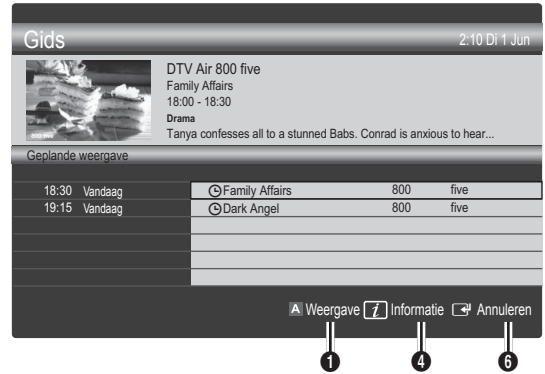 Gids 2:10 Di 1 Jun
DTV Air 800 five
Family Affairs
18:00 - 18:30
Drama
Tanya confesses all to a stunned Babs. Conrad is anxious to hear...
800 five
Geplande weergave
18:30 Vandaag Family Affairs 800 five
19:15 Vandaag Dark Angel 800 five
A Weergave i Informatie Annuleren
1 4 6